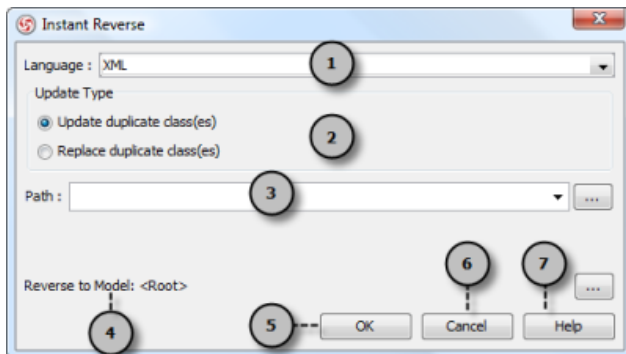 Instant Reverse
Language : XML 1
Update Type
Update duplicate class(es)
2
Replace duplicate class(es)
Path : 3 ...
6 7
Reverse to Model: <Root> ...
4 5 OK Cancel Help